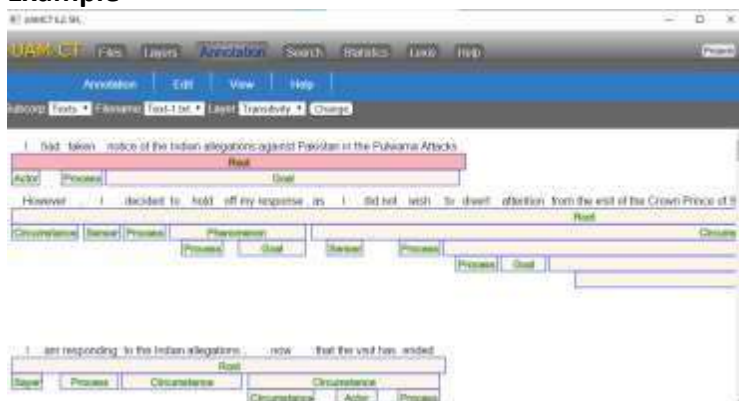 Example
UAM CT Files Layers Annotation Search Statistics Help
Annotation Edit View Help
Subcorp: Texts Filename: Text-1.txt Layer: Transitivity Change
I had taken notice of the Indian allegations against Pakistan in the Pulwama Attacks
Root
Actor Process Goal
However I decided to hold off my response as I did not wish to divert attention from the visit of the Crown Prince of
Root
Circumstance Sensor Process Phenomenon
Process Goal Sensor Process
Process Goal
I am responding to the Indian allegations now that the visit has ended
Root
Sayer Process Circumstance Circumstance
Circumstance Actor Process